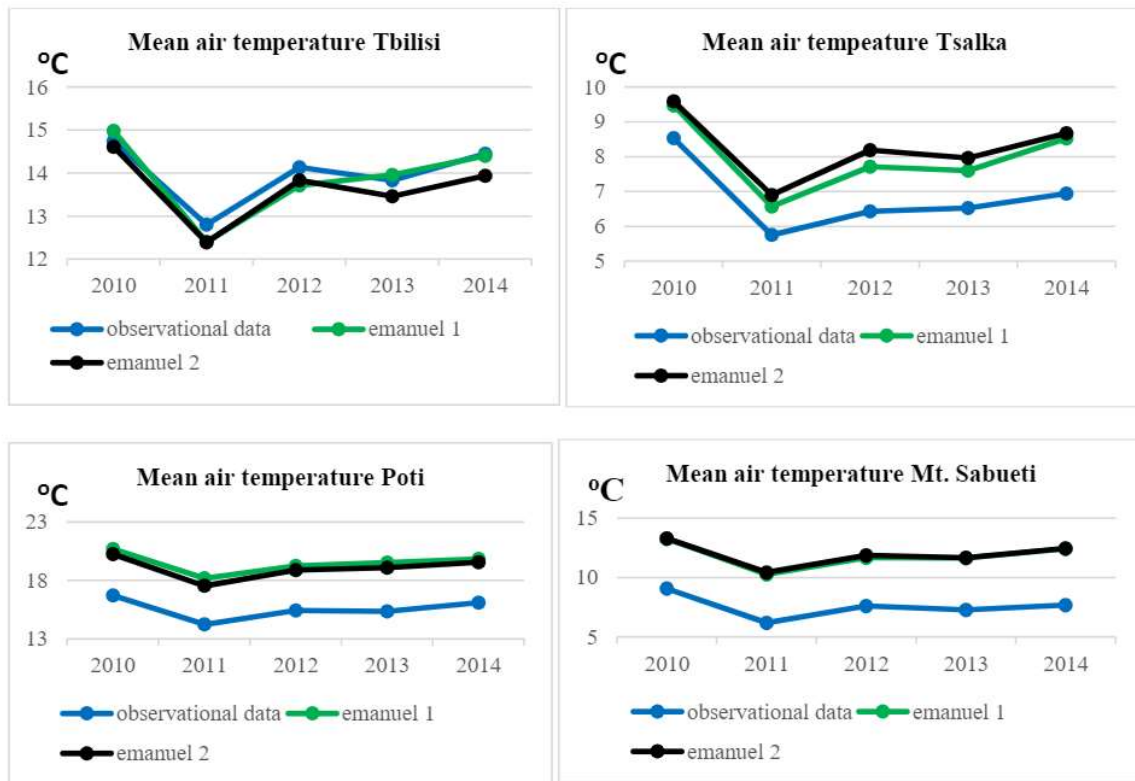 Mean air temperature Tbilisi
°C
16
15
14
13
12
2010 2011 2012 2013 2014
observational data emanuel 1
emanuel 2
Mean air tempeature Tsalka
°C
10
9
8
7
6
5
2010 2011 2012 2013 2014
observational data emanuel 1
emanuel 2
Mean air temperature Poti
°C
23
18
13
2010 2011 2012 2013 2014
observational data emanuel 1
emanuel 2
Mean air temperature Mt. Sabueti
°C
15
10
5
2010 2011 2012 2013 2014
observational data emanuel 1
emanuel 2